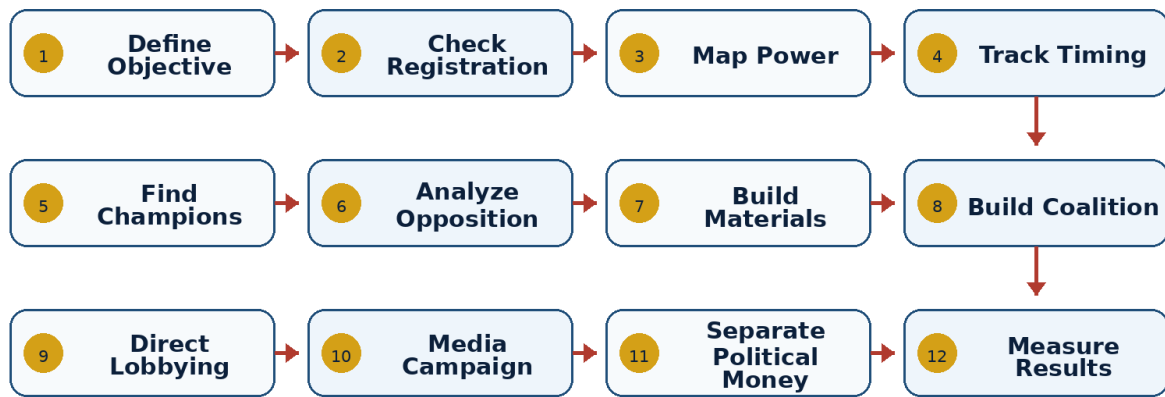 1
Define
Objective
2
Check
Registration
3
Map Power
4
Track Timing
5
Find
Champions
6
Analyze
Opposition
7
Build
Materials
8
Build Coalition
9
Direct
Lobbying
10
Media
Campaign
11
Separate
Political
Money
12
Measure
Results